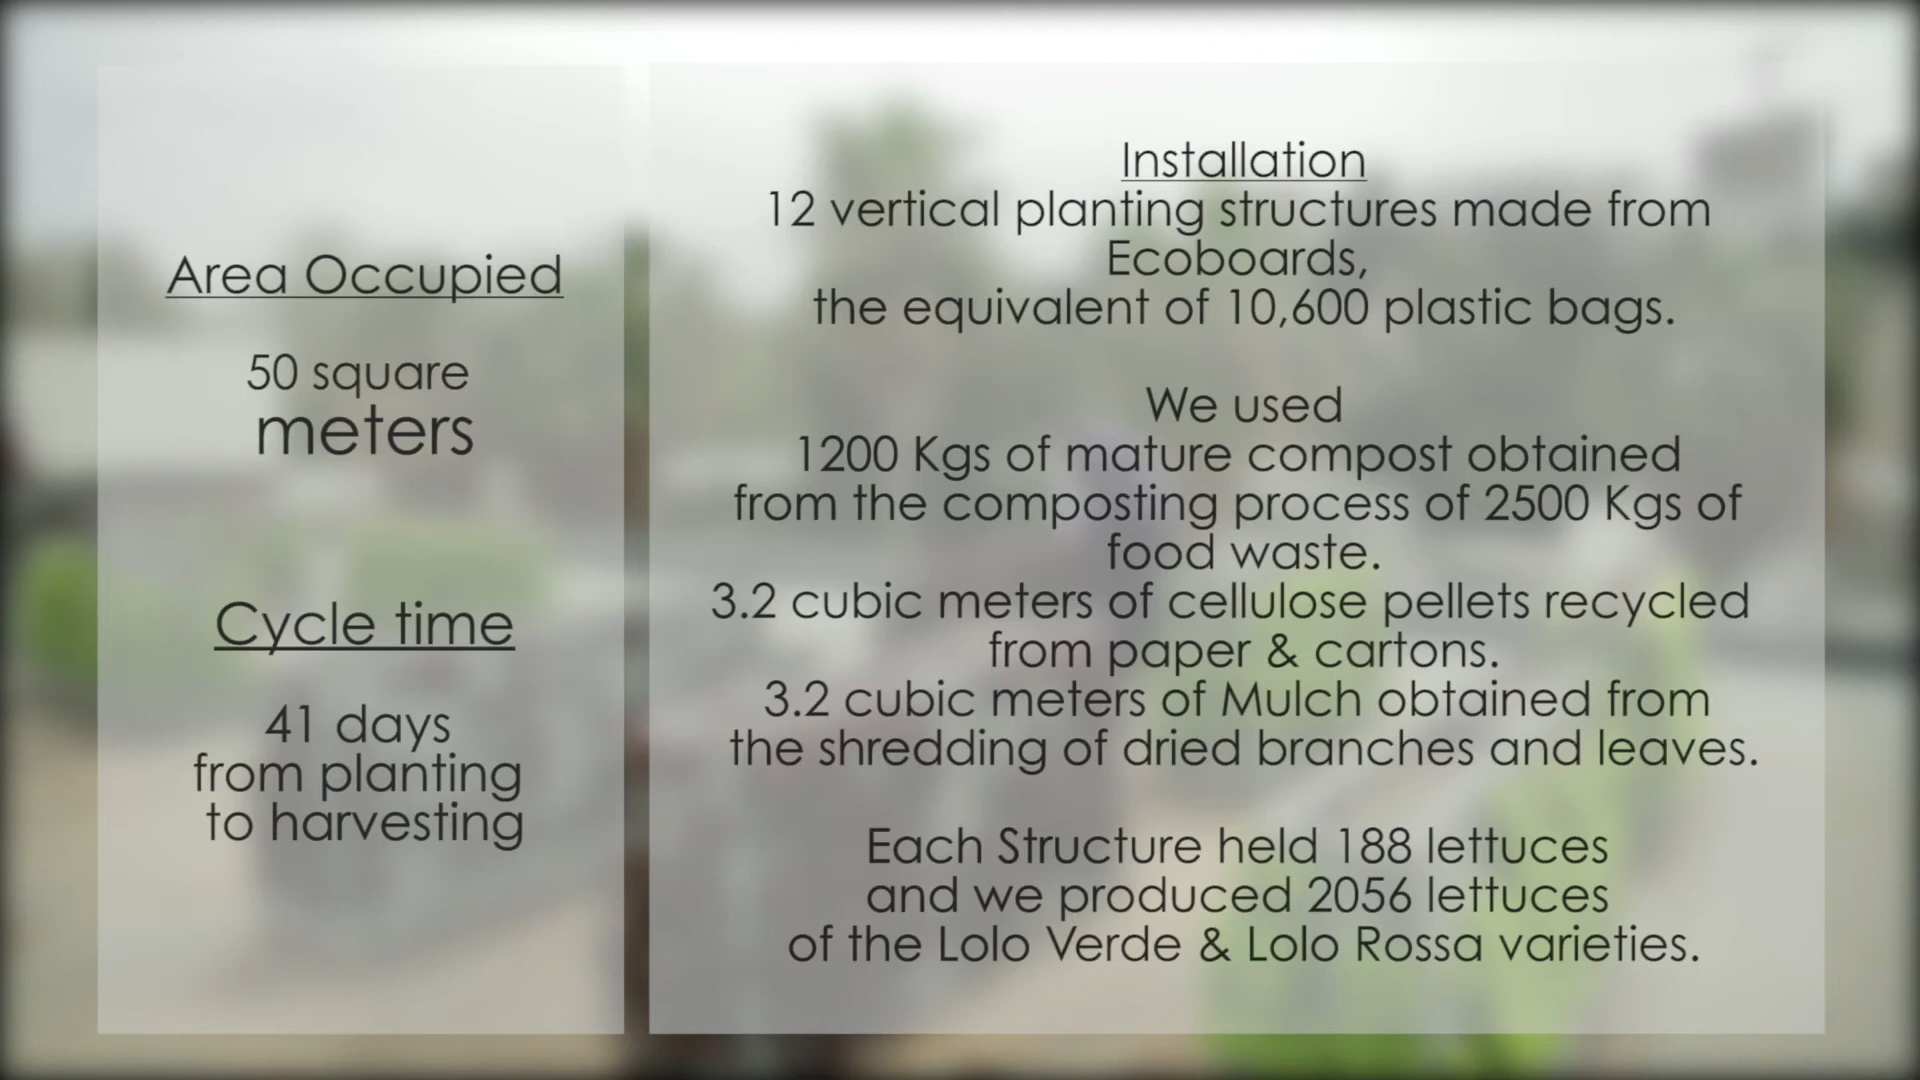 Area Occupied
50 square
meters
Cycle time
41 days
from planting
to harvesting
Installation
12 vertical planting structures made from
Ecoboards,
the equivalent of 10,600 plastic bags.
We used
1200 Kgs of mature compost obtained
from the composting process of 2500 Kgs of
food waste.
3.2 cubic meters of cellulose pellets recycled
from paper & cartons.
3.2 cubic meters of Mulch obtained from
the shredding of dried branches and leaves.
Each Structure held 188 lettuces
and we produced 2056 lettuces
of the Lolo Verde & Lolo Rossa varieties.